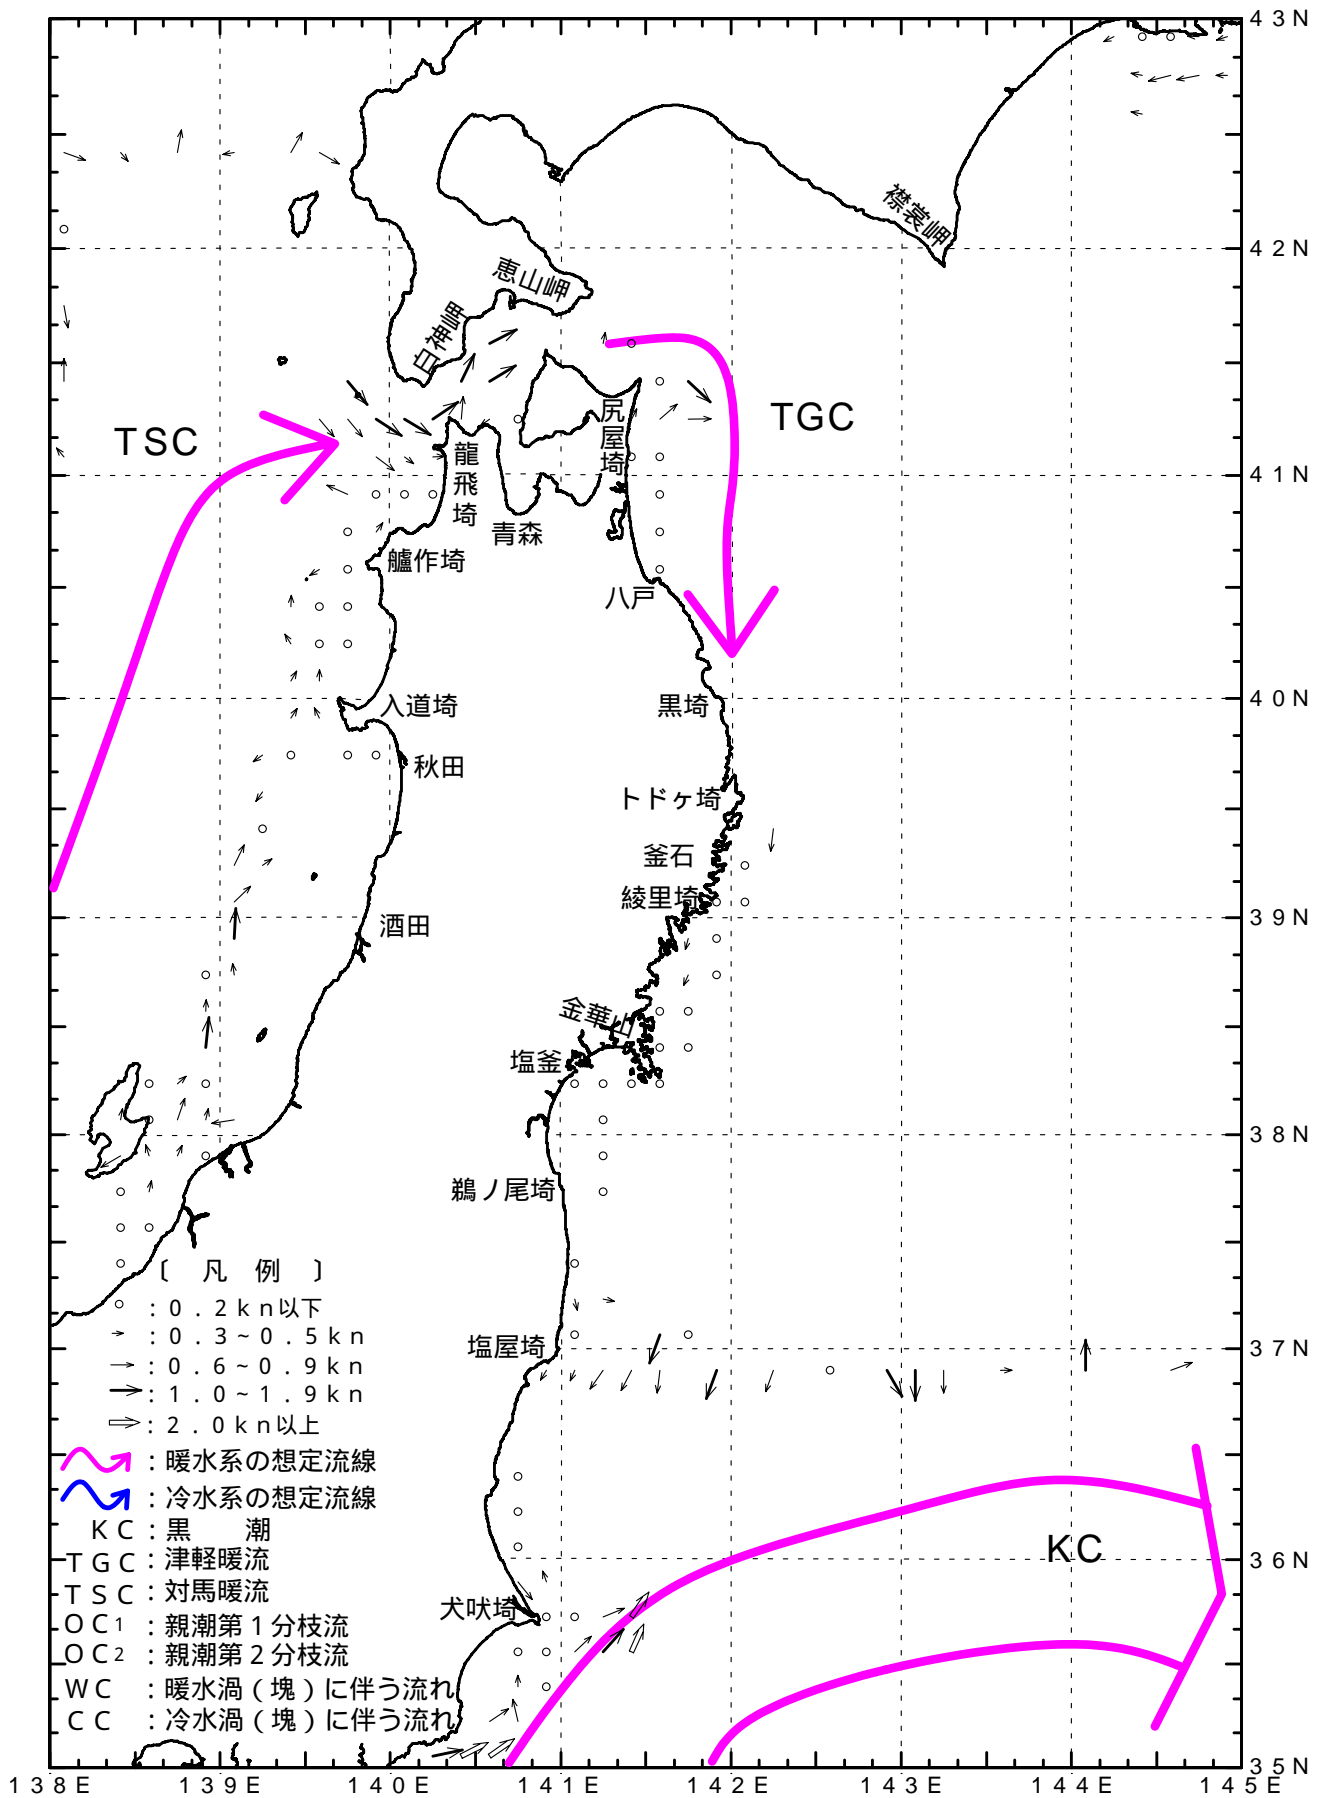 43N
襟裳岬
42N
恵山岬
白神岬
TSC
TGC
尻屋埼
龍飛埼
41N
青森
艫作埼
八戸
入道埼
黒埼
40N
秋田
トドヶ埼
釜石
綾里埼
39N
酒田
金華山
塩釜
38N
鵜ノ尾埼
〔 凡 例 〕
:0.2kn以下
:0.3~0.5kn
:0.6~0.9kn
:1.0~1.9kn
:2.0kn以上
塩屋埼
37N
:暖水系の想定流線
:冷水系の想定流線
KC:黒 潮
TGC:津軽暖流
TSC:対馬暖流
OC1:親潮第1分枝流
OC2:親潮第2分枝流
WC:暖水渦(塊)に伴う流れ
CC:冷水渦(塊)に伴う流れ
KC
36N
犬吠埼
35N
138E 139E 140E 141E 142E 143E 144E 145E